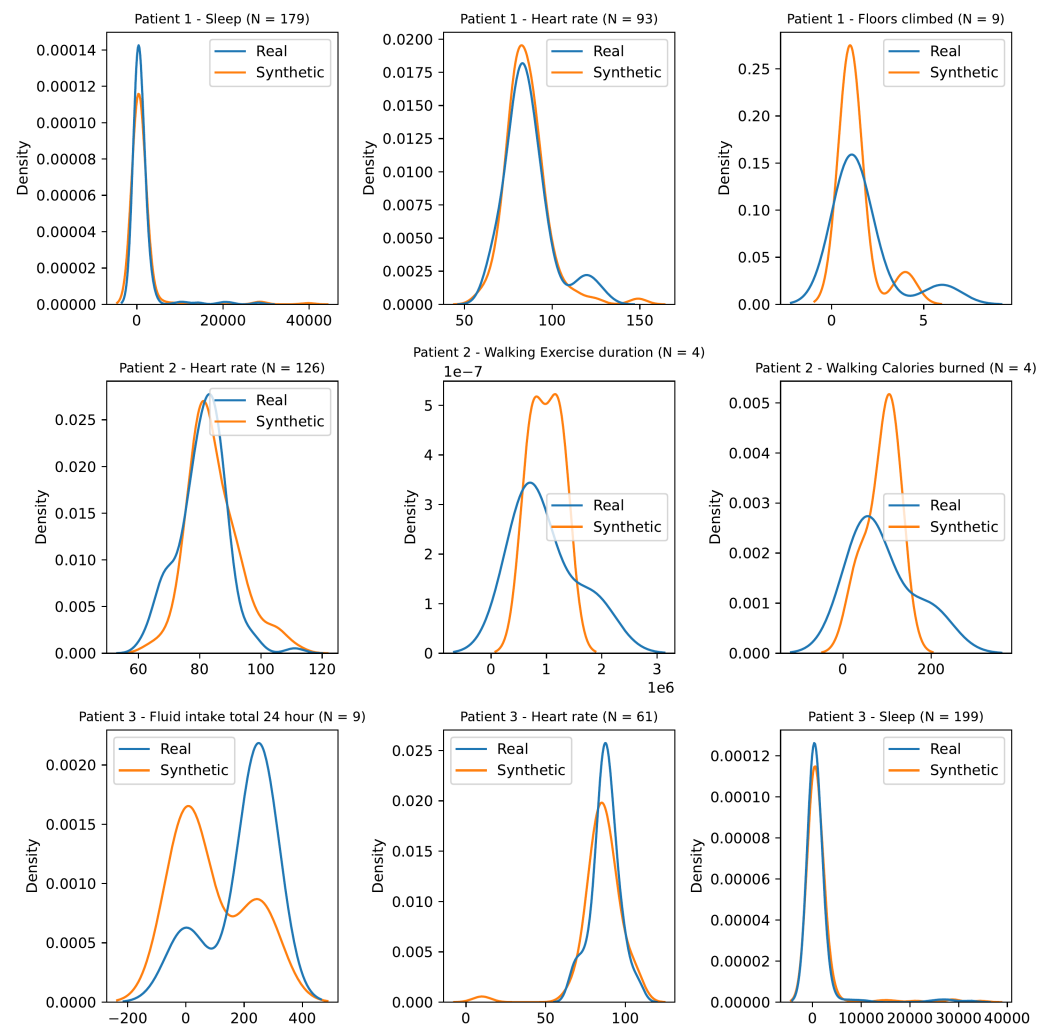 Patient 1 - Sleep (N = 179)
Density
0.00014
0.00012
0.00010
0.00008
0.00006
0.00004
0.00002
0.00000
0
20000
40000
Real
Synthetic
Patient 1 - Heart rate (N = 93)
Density
0.0200
0.0175
0.0150
0.0125
0.0100
0.0075
0.0050
0.0025
0.0000
50
100
150
Real
Synthetic
Patient 1 - Floors climbed (N = 9)
Density
0.25
0.20
0.15
0.10
0.05
0.00
0
5
Real
Synthetic
Patient 2 - Heart rate (N = 126)
Density
0.025
0.020
0.015
0.010
0.005
0.000
60
80
100
120
Real
Synthetic
Patient 2 - Walking Exercise duration (N = 4)
1e−7
Density
5
4
3
2
1
0
0
1
2
3
1e6
Real
Synthetic
Patient 2 - Walking Calories burned (N = 4)
Density
0.005
0.004
0.003
0.002
0.001
0.000
0
200
Real
Synthetic
Patient 3 - Fluid intake total 24 hour (N = 9)
Density
0.0020
0.0015
0.0010
0.0005
0.0000
−200
0
200
400
Real
Synthetic
Patient 3 - Heart rate (N = 61)
Density
0.025
0.020
0.015
0.010
0.005
0.000
0
50
100
Real
Synthetic
Patient 3 - Sleep (N = 199)
Density
0.00012
0.00010
0.00008
0.00006
0.00004
0.00002
0.00000
0
10000
20000
30000
40000
Real
Synthetic